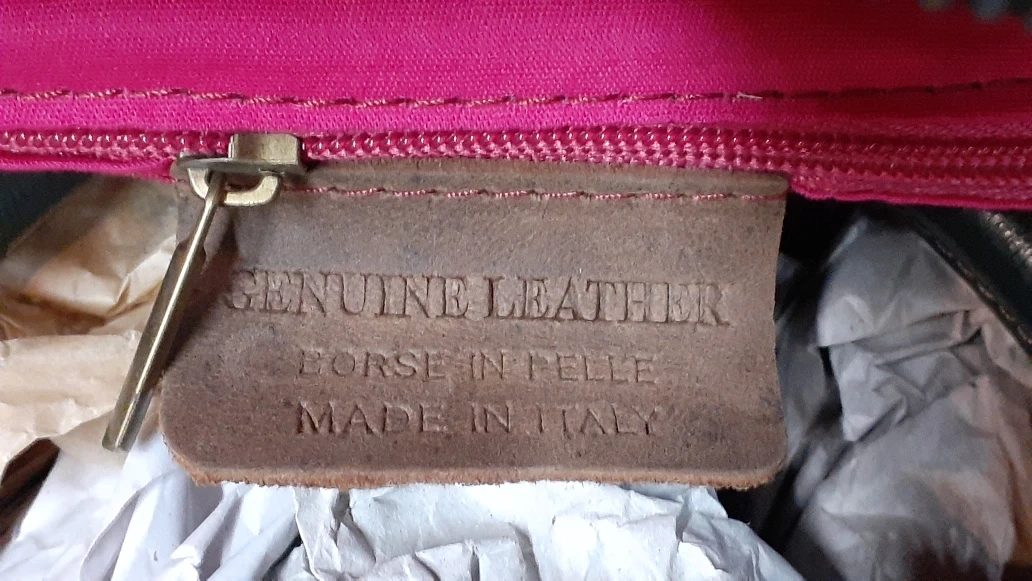 GENUINE LEATHER
BORSE IN PELLE
MADE IN ITALY